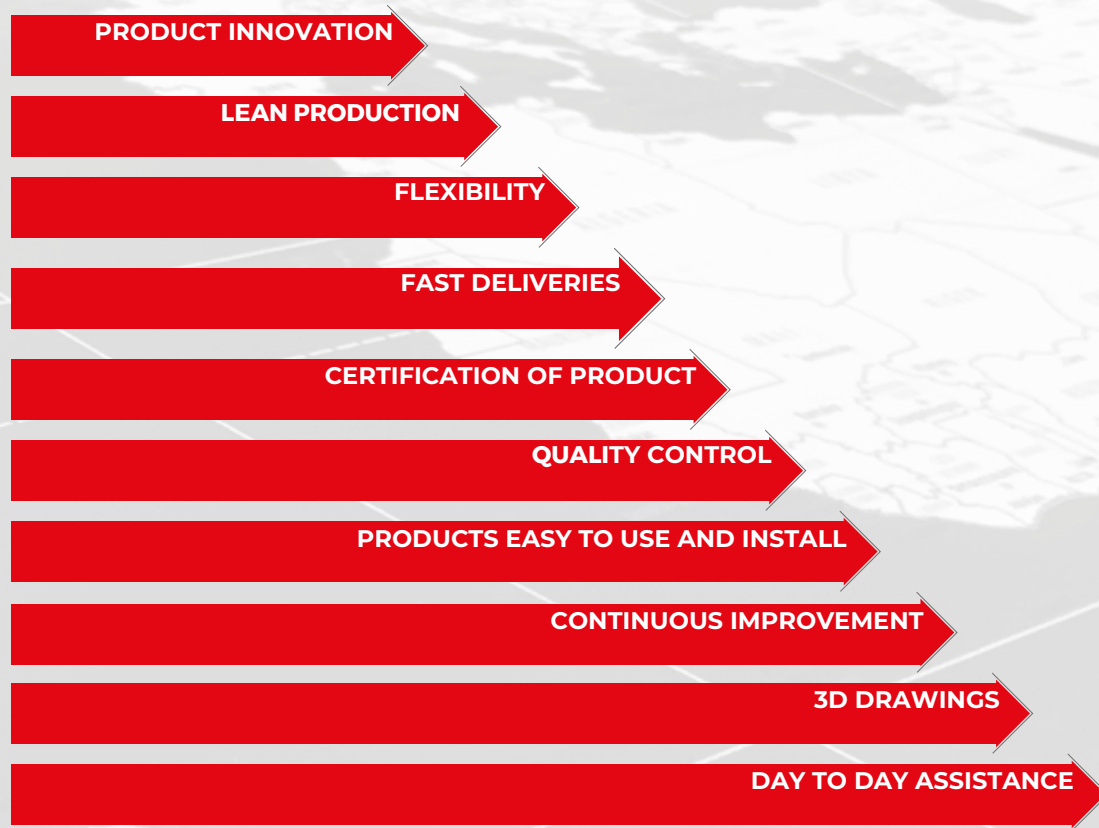 PRODUCT INNOVATION
LEAN PRODUCTION
FLEXIBILITY
FAST DELIVERIES
CERTIFICATION OF PRODUCT
QUALITY CONTROL
PRODUCTS EASY TO USE AND INSTALL
CONTINUOUS IMPROVEMENT
3D DRAWINGS
DAY TO DAY ASSISTANCE